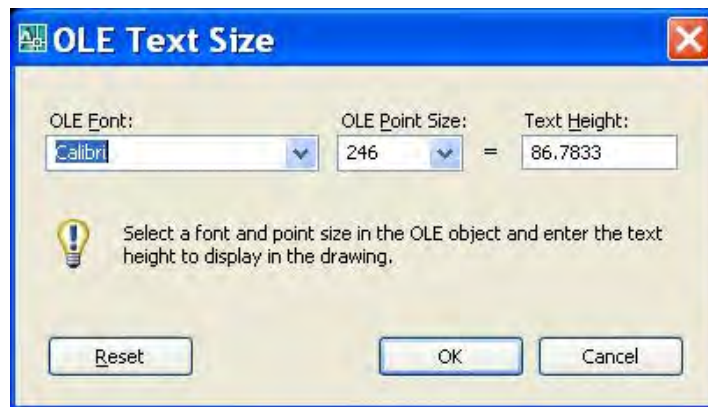 OLE Text Size
OLE Font: OLE Point Size: Text Height:
Calibri 246 = 86.7833
Select a font and point size in the OLE object and enter the text
height to display in the drawing.
Reset OK Cancel